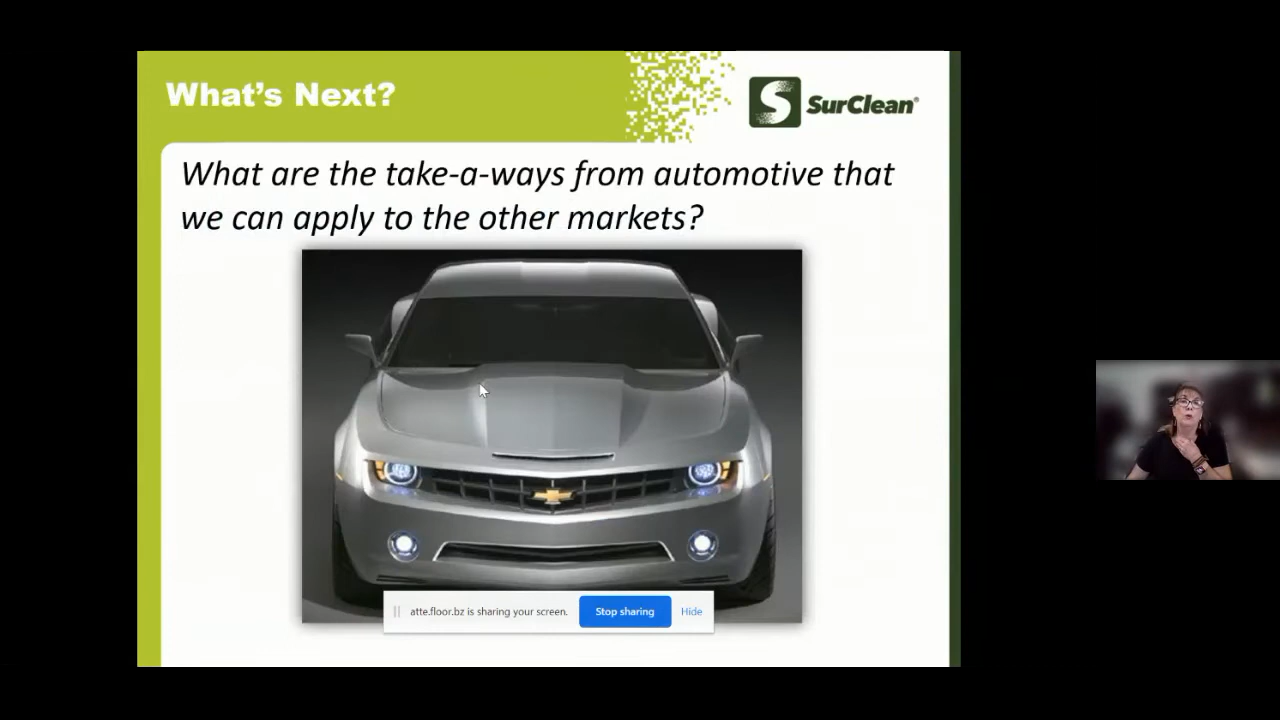 What's Next?
SurClean®
What are the take-a-ways from automotive that
we can apply to the other markets?
atte.floor.bz is sharing your screen.
Stop sharing
Hide